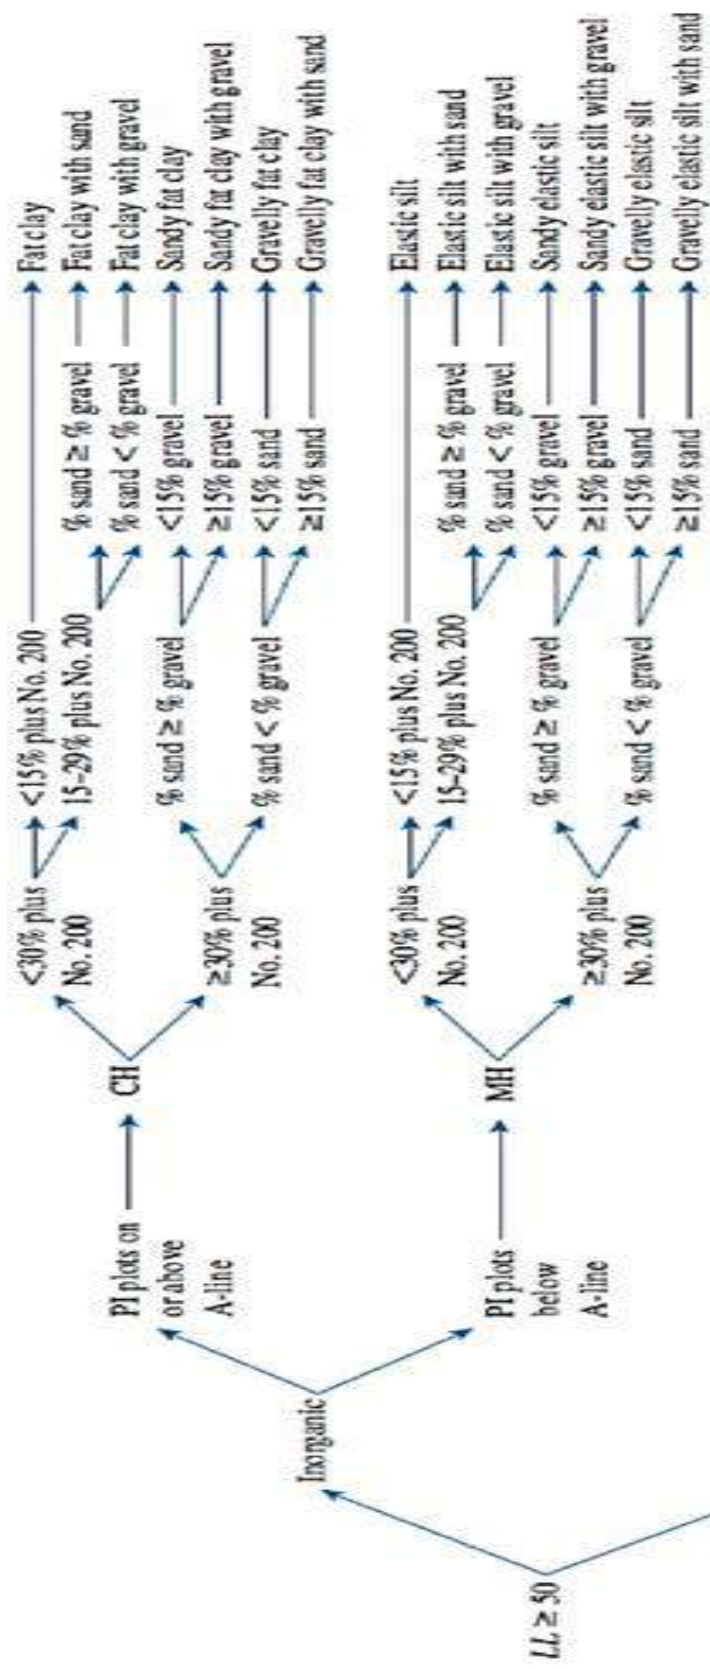 LL ≥ 50
Inorganic
PI plots on
or above
A-line
CH
<30% plus
No. 200
<15% plus No. 200
Fat clay
15–29% plus No. 200
% sand ≥ % gravel
Fat clay with sand
% sand < % gravel
Fat clay with gravel
≥30% plus
No. 200
% sand ≥ % gravel
<15% gravel
Sandy fat clay
≥15% gravel
Sandy fat clay with gravel
% sand < % gravel
<15% sand
Gravelly fat clay
≥15% sand
Gravelly fat clay with sand
PI plots
below
A-line
MH
<30% plus
No. 200
<15% plus No. 200
Elastic silt
15–29% plus No. 200
% sand ≥ % gravel
Elastic silt with sand
% sand < % gravel
Elastic silt with gravel
≥30% plus
No. 200
% sand ≥ % gravel
<15% gravel
Sandy elastic silt
≥15% gravel
Sandy elastic silt with gravel
% sand < % gravel
<15% sand
Gravelly elastic silt
≥15% sand
Gravelly elastic silt with sand